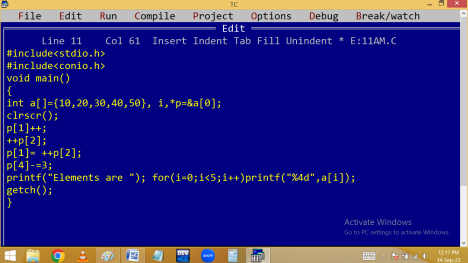 TC
File Edit Run Compile Project Options Debug Break/watch
Edit
Line 11 Col 61 Insert Indent Tab Fill Unindent * E:11AM.C
#include<stdio.h>
#include<conio.h>
void main()
{
int a[]={10,20,30,40,50}, i,*p=&a[0];
clrscr();
p[1]++;
++p[2];
p[1]= ++p[2];
p[4]-=3;
printf("Elements are "); for(i=0;i<5;i++)printf("%4d",a[i]);
getch();
}
Activate Windows
Go to PC settings to activate Windows.
DEV
zoom
12:17 PM
14-Sep-23